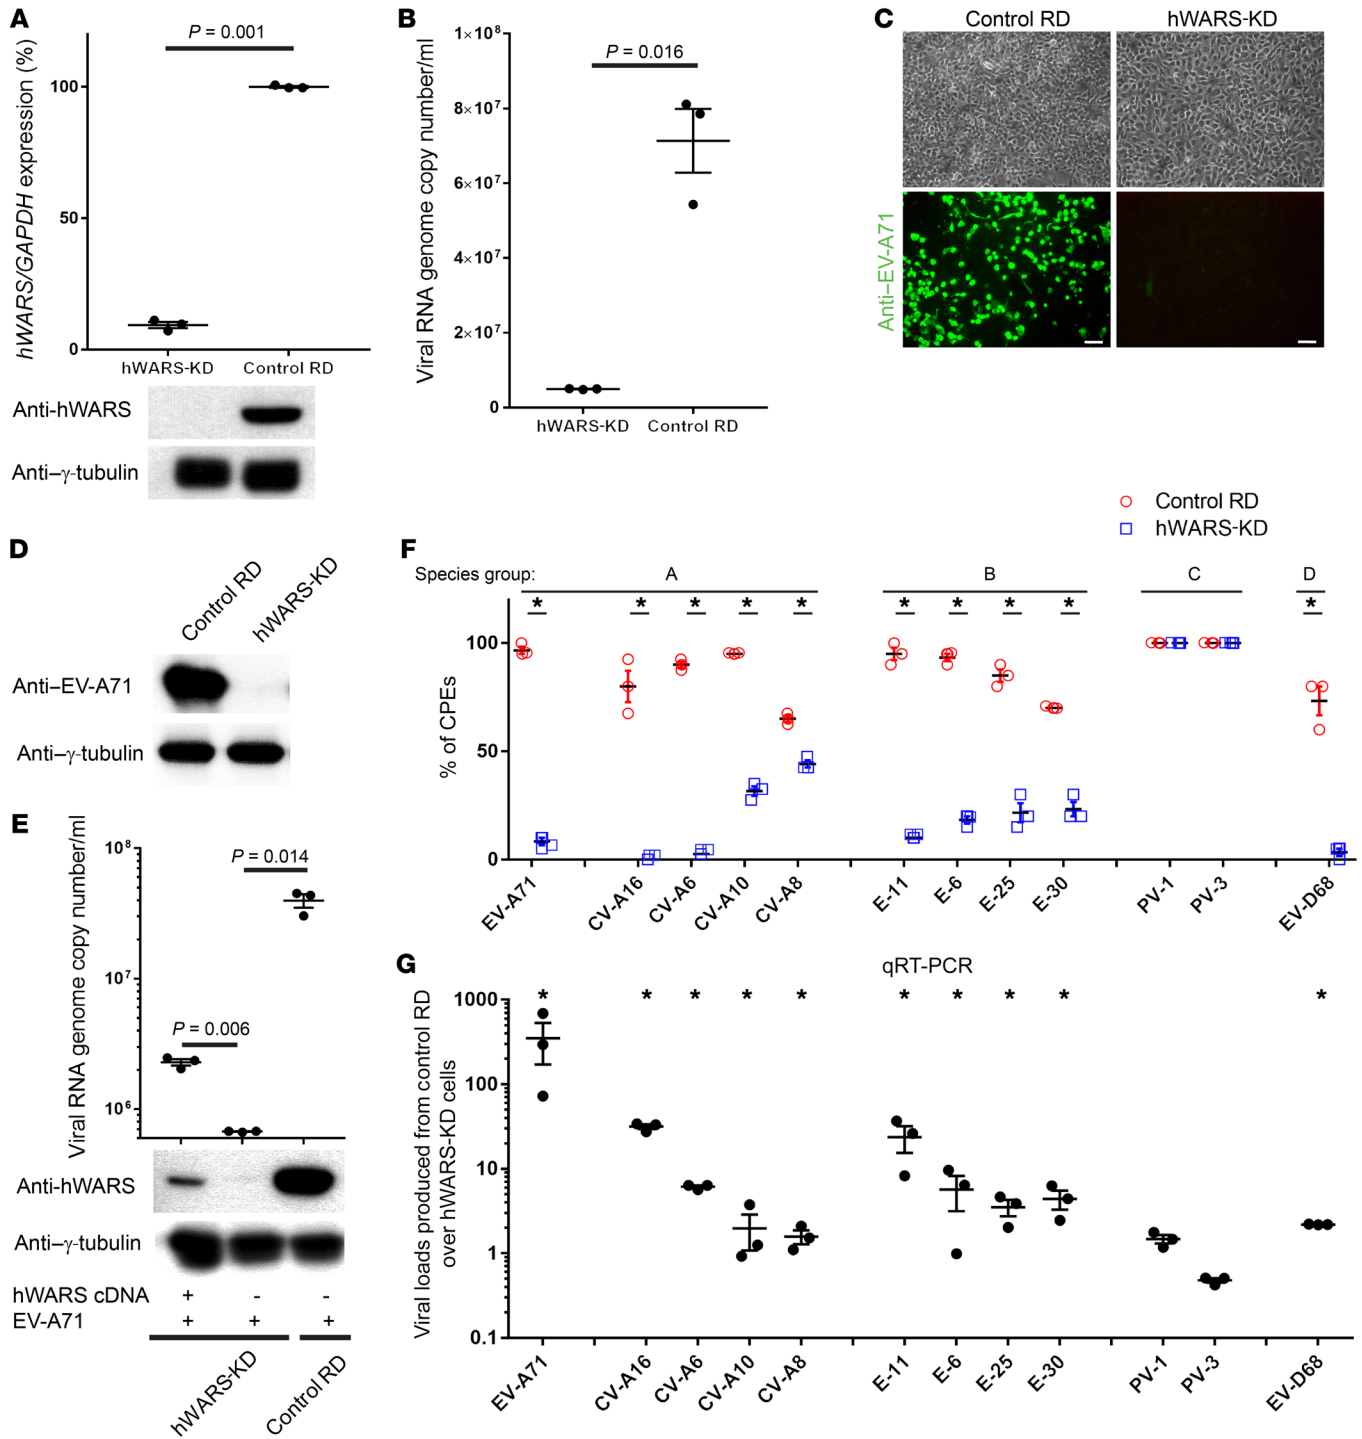 A
P = 0.001
hWARS/GAPDH expression (%)
100
50
0
hWARS-KD Control RD
Anti-hWARS
Anti–γ-tubulin
B
P = 0.016
Viral RNA genome copy number/ml
1×10⁸
8×10⁷
6×10⁷
4×10⁷
2×10⁷
0
hWARS-KD Control RD
C
Control RD hWARS-KD
Anti–EV-A71
D
Control RD hWARS-KD
Anti–EV-A71
Anti–γ-tubulin
E
P = 0.014
P = 0.006
Viral RNA genome copy number/ml
10⁸
10⁷
10⁶
Anti-hWARS
Anti–γ-tubulin
hWARS cDNA + - -
EV-A71 + + +
hWARS-KD Control RD
Control RD
hWARS-KD
F
Species group: A B C D
* * * * * * * * * *
% of CPEs
100
50
0
EV-A71 CV-A16 CV-A6 CV-A10 CV-A8 E-11 E-6 E-25 E-30 PV-1 PV-3 EV-D68
G
qRT-PCR
* * * * * * * * * *
Viral loads produced from control RD
over hWARS-KD cells
1000
100
10
1
0.1
EV-A71 CV-A16 CV-A6 CV-A10 CV-A8 E-11 E-6 E-25 E-30 PV-1 PV-3 EV-D68